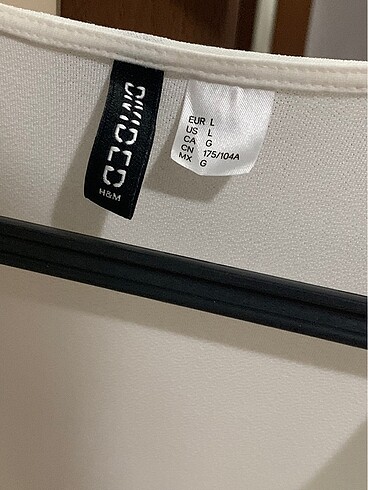 DIVIDED
H&M
EUR L
US L
CA G
CN 175/104A
MX G